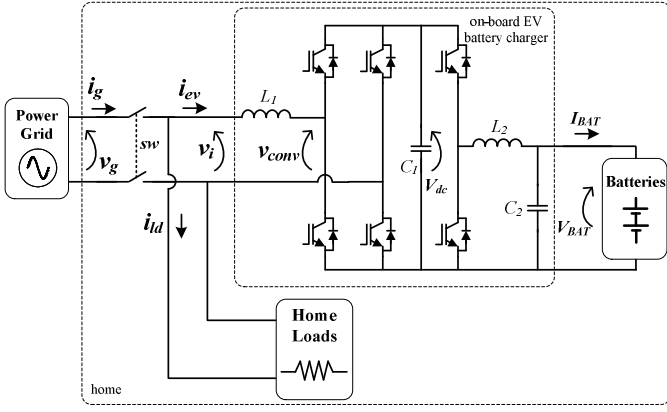 on-board EV
battery charger
i_g
i_ev
L_1
Power
Grid
v_g
sw
v_i
v_conv
C_1
V_dc
L_2
I_BAT
C_2
V_BAT
Batteries
i_ld
Home
Loads
home